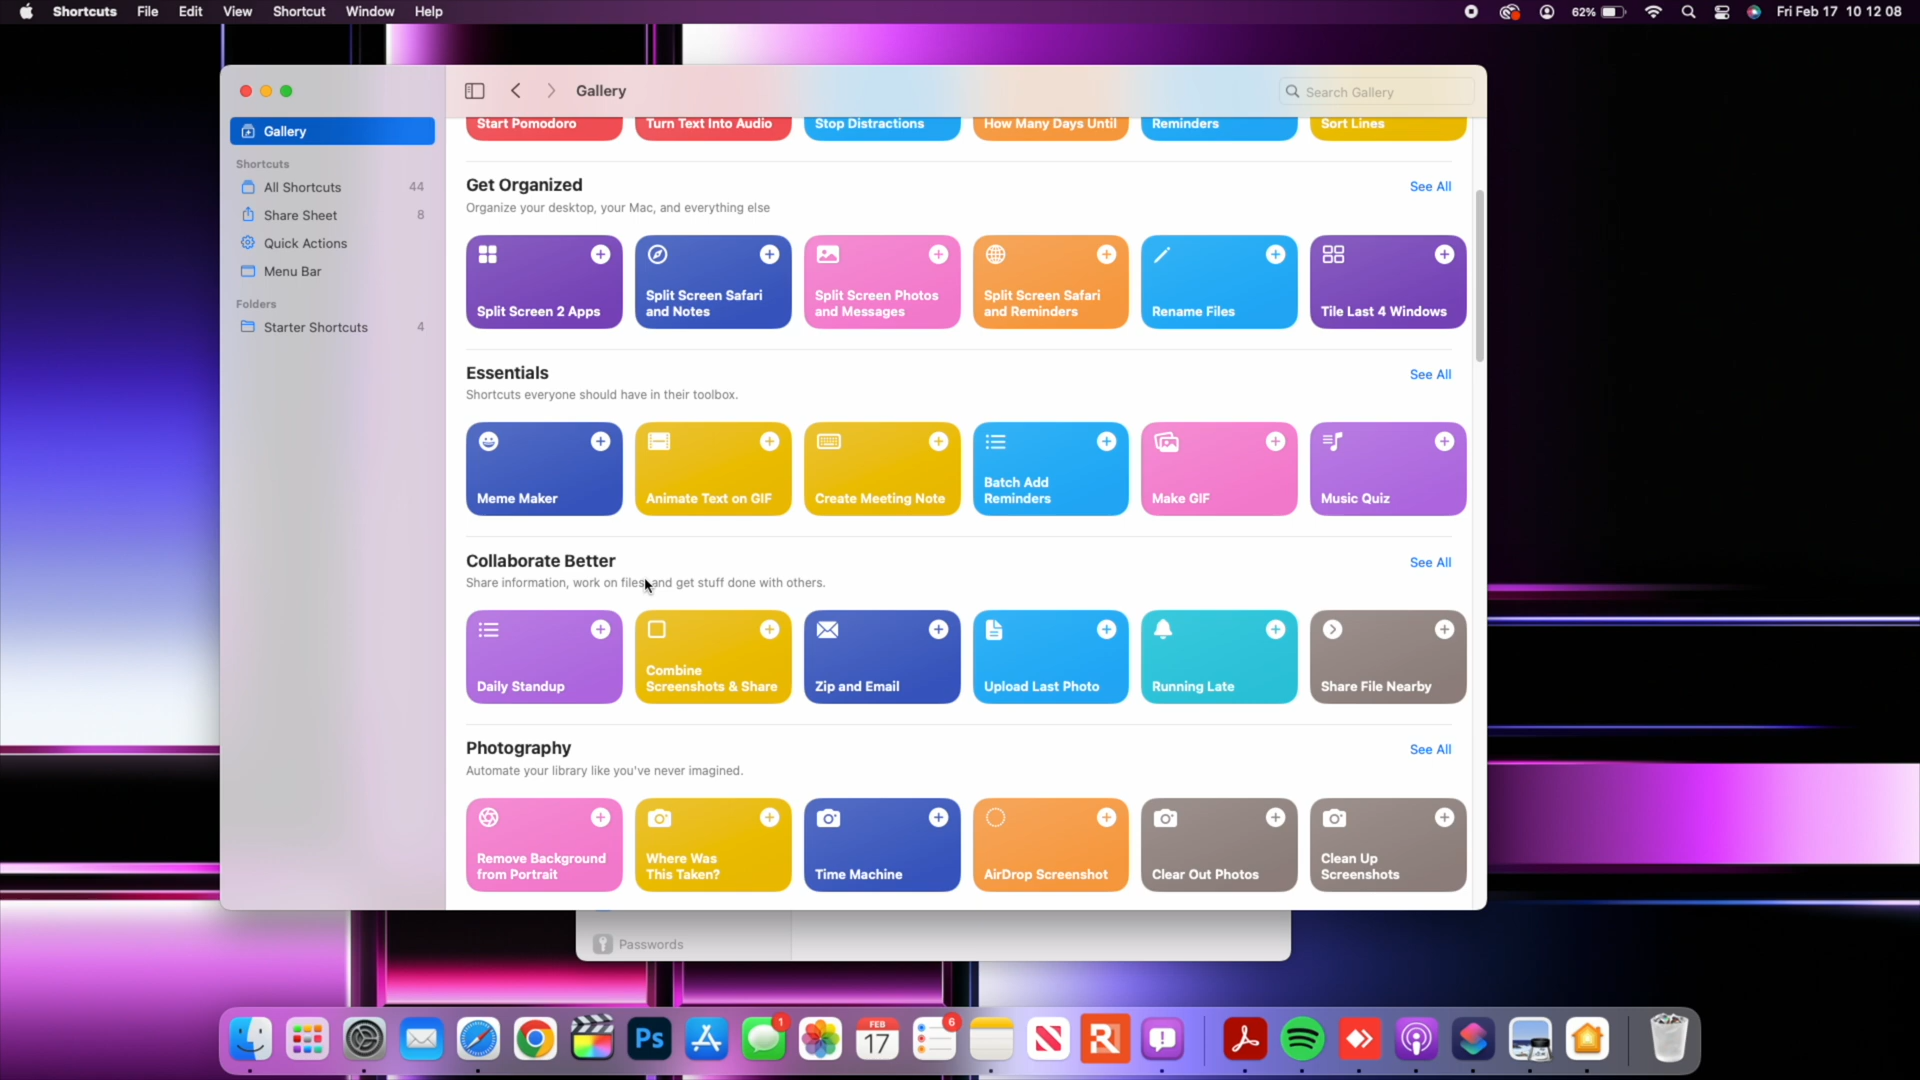 Shortcuts File Edit View Shortcut Window Help 62% Fri Feb 17 10 12 08
Gallery Search Gallery
Gallery
Shortcuts
All Shortcuts 44
Share Sheet 8
Quick Actions
Menu Bar
Folders
Starter Shortcuts 4
Start Pomodoro Turn Text Into Audio Stop Distractions How Many Days Until Reminders Sort Lines
Get Organized See All
Organize your desktop, your Mac, and everything else
Split Screen 2 Apps
Split Screen Safari
and Notes
Split Screen Photos
and Messages
Split Screen Safari
and Reminders
Rename Files
Tile Last 4 Windows
Essentials See All
Shortcuts everyone should have in their toolbox.
Meme Maker
Animate Text on GIF
Create Meeting Note
Batch Add
Reminders
Make GIF
Music Quiz
Collaborate Better See All
Share information, work on files, and get stuff done with others.
Daily Standup
Combine
Screenshots & Share
Zip and Email
Upload Last Photo
Running Late
Share File Nearby
Photography See All
Automate your library like you've never imagined.
Remove Background
from Portrait
Where Was
This Taken?
Time Machine
AirDrop Screenshot
Clear Out Photos
Clean Up
Screenshots
Passwords
Ps 1 FEB 17 6